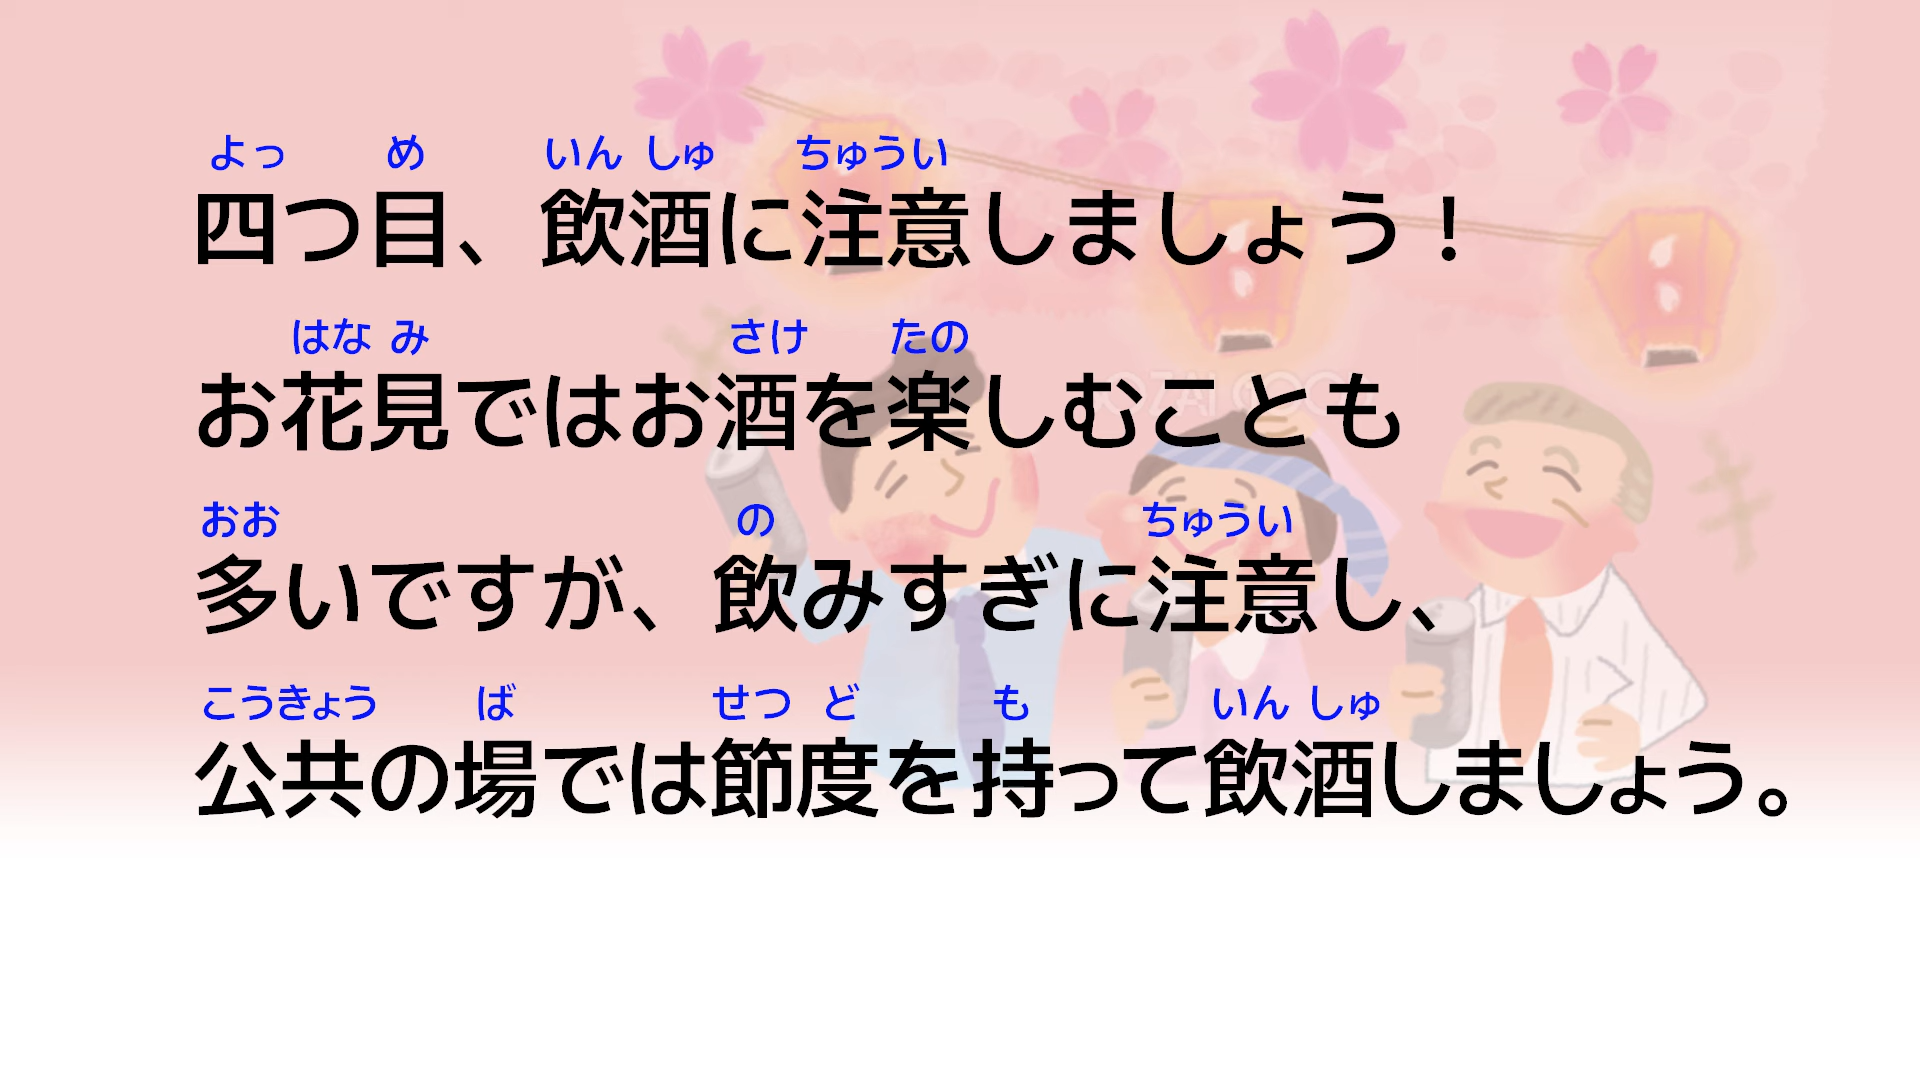 よっ め いん しゅ ちゅうい
四つ目、飲酒に注意しましょう！
はな み さけ たの
お花見ではお酒を楽しむことも
おお の ちゅうい
多いですが、飲みすぎに注意し、
こうきょう ば せつ ど も いん しゅ
公共の場では節度を持って飲酒しましょう。